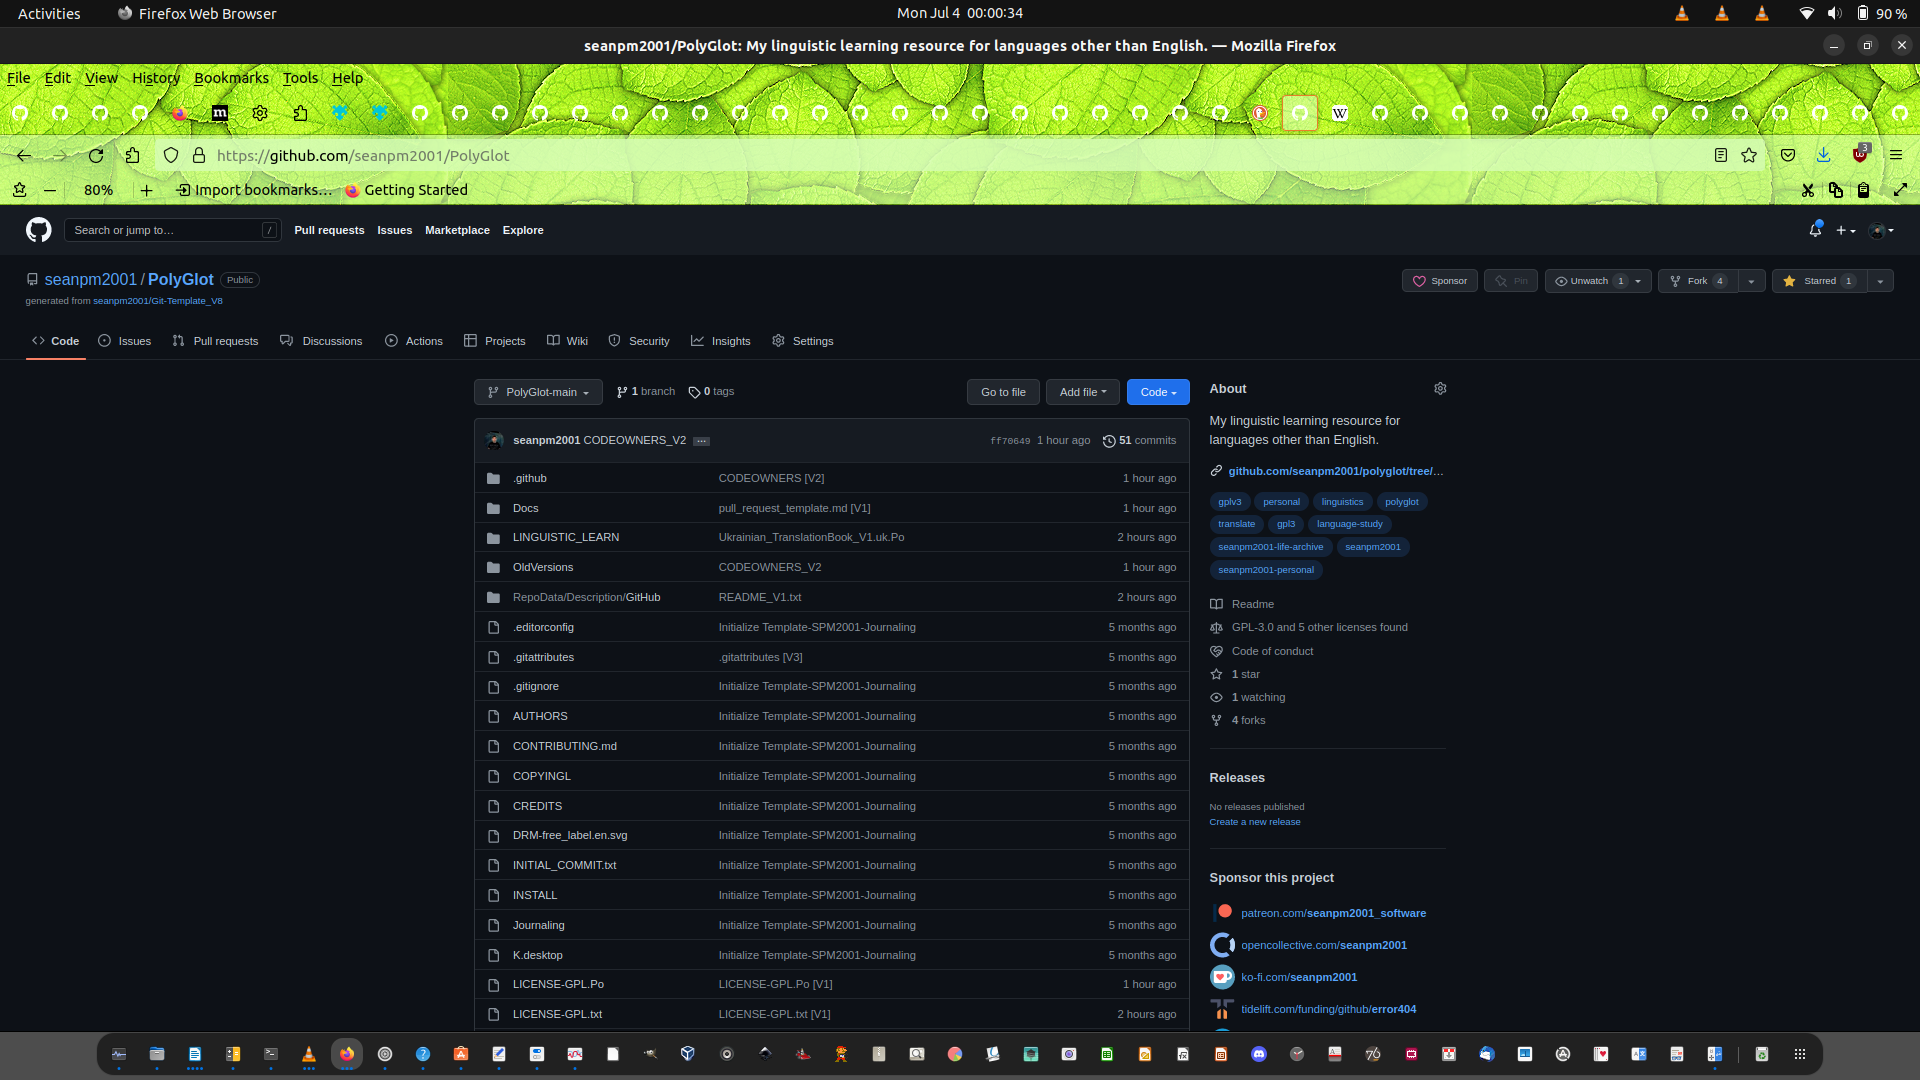 Activities Firefox Web Browser Mon Jul 4 00:00:34 90 %
seanpm2001/PolyGlot: My linguistic learning resource for languages other than English. — Mozilla Firefox
File Edit View History Bookmarks Tools Help
https://github.com/seanpm2001/PolyGlot 3
80% Import bookmarks… Getting Started
Search or jump to… / Pull requests Issues Marketplace Explore
seanpm2001 / PolyGlot Public Sponsor Pin Unwatch 1 Fork 4 Starred 1
generated from seanpm2001/Git-Template_V8
Code Issues Pull requests Discussions Actions Projects Wiki Security Insights Settings
PolyGlot-main 1 branch 0 tags Go to file Add file Code
seanpm2001 CODEOWNERS_V2 … ff70649 1 hour ago 51 commits
.github CODEOWNERS [V2] 1 hour ago
Docs pull_request_template.md [V1] 1 hour ago
LINGUISTIC_LEARN Ukrainian_TranslationBook_V1.uk.Po 2 hours ago
OldVersions CODEOWNERS_V2 1 hour ago
RepoData/Description/GitHub README_V1.txt 2 hours ago
.editorconfig Initialize Template-SPM2001-Journaling 5 months ago
.gitattributes .gitattributes [V3] 5 months ago
.gitignore Initialize Template-SPM2001-Journaling 5 months ago
AUTHORS Initialize Template-SPM2001-Journaling 5 months ago
CONTRIBUTING.md Initialize Template-SPM2001-Journaling 5 months ago
COPYINGL Initialize Template-SPM2001-Journaling 5 months ago
CREDITS Initialize Template-SPM2001-Journaling 5 months ago
DRM-free_label.en.svg Initialize Template-SPM2001-Journaling 5 months ago
INITIAL_COMMIT.txt Initialize Template-SPM2001-Journaling 5 months ago
INSTALL Initialize Template-SPM2001-Journaling 5 months ago
Journaling Initialize Template-SPM2001-Journaling 5 months ago
K.desktop Initialize Template-SPM2001-Journaling 5 months ago
LICENSE-GPL.Po LICENSE-GPL.Po [V1] 1 hour ago
LICENSE-GPL.txt LICENSE-GPL.txt [V1] 2 hours ago
About
My linguistic learning resource for
languages other than English.
github.com/seanpm2001/polyglot/tree/…
gplv3 personal linguistics polyglot
translate gpl3 language-study
seanpm2001-life-archive seanpm2001
seanpm2001-personal
Readme
GPL-3.0 and 5 other licenses found
Code of conduct
1 star
1 watching
4 forks
Releases
No releases published
Create a new release
Sponsor this project
patreon.com/seanpm2001_software
opencollective.com/seanpm2001
ko-fi.com/seanpm2001
tidelift.com/funding/github/error404